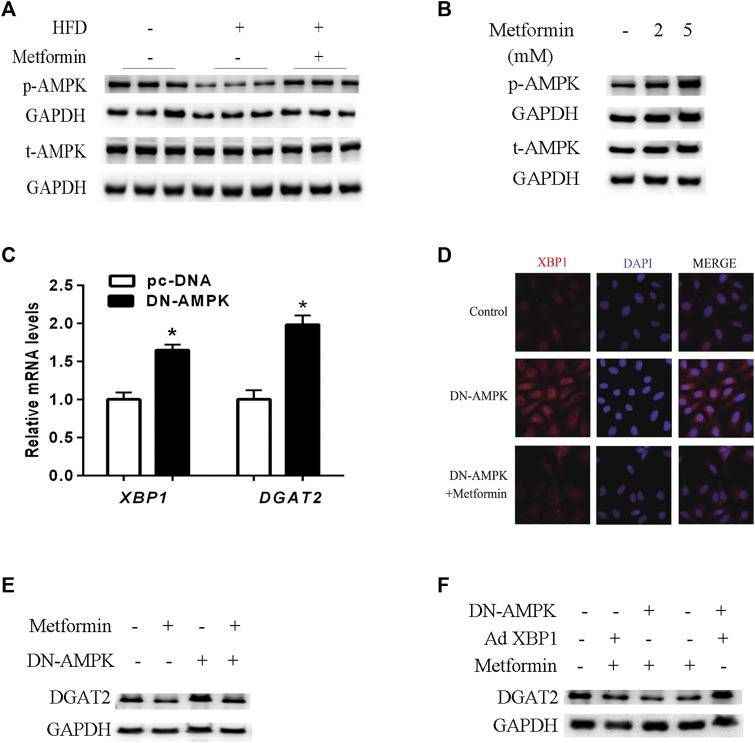 A
HFD - + +
Metformin - - +
p-AMPK
GAPDH
t-AMPK
GAPDH
B
Metformin - 2 5
(mM)
p-AMPK
GAPDH
t-AMPK
GAPDH
C
Relative mRNA levels
2.5
2.0
1.5
1.0
0.5
0.0
pc-DNA
DN-AMPK
*
*
XBP1 DGAT2
D
XBP1 DAPI MERGE
Control
DN-AMPK
DN-AMPK
+Metformin
E
Metformin - + - +
DN-AMPK - - + +
DGAT2
GAPDH
F
DN-AMPK - - + - +
Ad XBP1 - + - - +
Metformin - + + + -
DGAT2
GAPDH